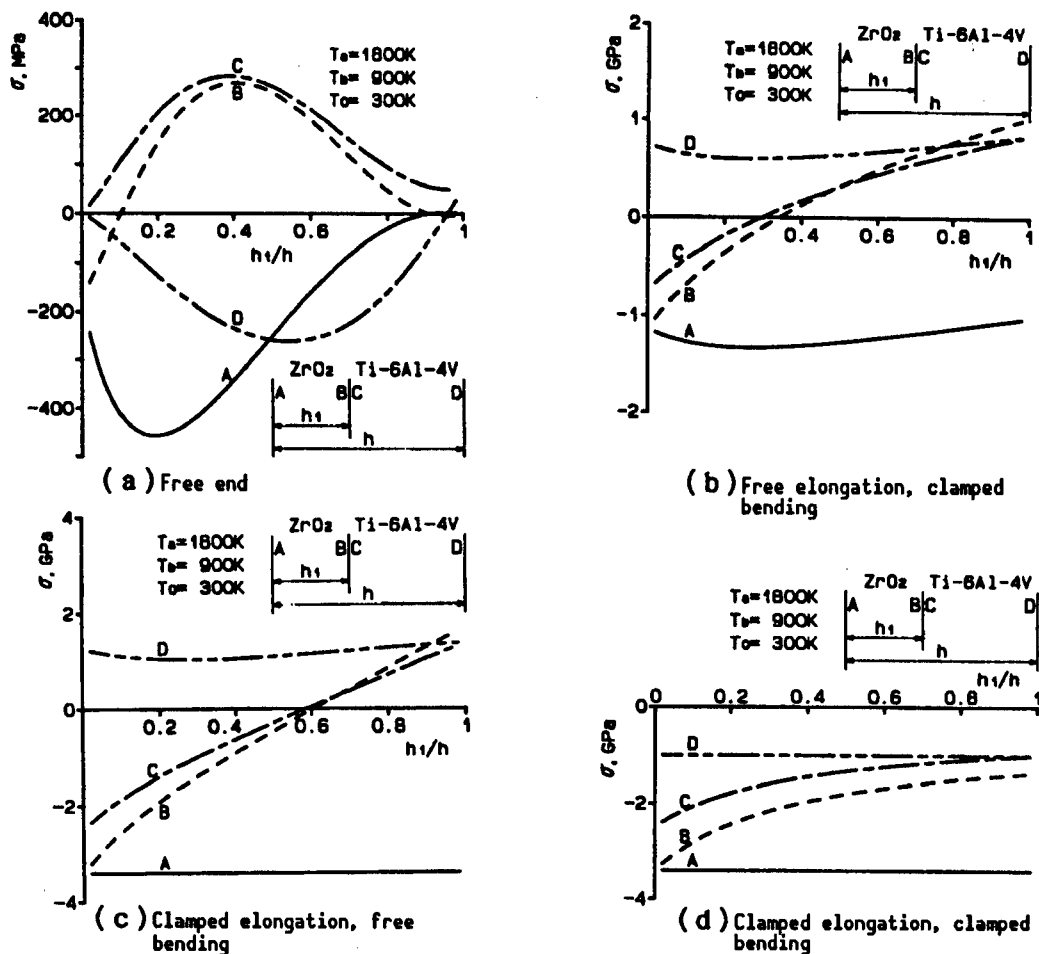 400
200
0
-200
-400
σ, MPa
Ta=1800K
Tb= 900K
To= 300K
C
B
D
A
0.2 0.4 0.6 0.8 1
h1/h
ZrO2 Ti-6Al-4V
A B C D
h1
h
(a) Free end
2
1
0
-1
-2
σ, GPa
Ta=1800K
Tb= 900K
To= 300K
ZrO2 Ti-6Al-4V
A B C D
h1
h
D
C
B
A
0.2 0.4 0.6 0.8 1
h1/h
(b) Free elongation, clamped
bending
4
2
0
-2
-4
σ, GPa
Ta=1800K
Tb= 900K
To= 300K
ZrO2 Ti-6Al-4V
A B C D
h1
h
D
C
B
A
0.2 0.4 0.6 0.8 1
h1/h
(c) Clamped elongation, free
bending
Ta=1800K
Tb= 900K
To= 300K
ZrO2 Ti-6Al-4V
A B C D
h1
h
h1/h
0 0.2 0.4 0.6 0.8 1
0
-2
-4
σ, GPa
D
C
B
A
(d) Clamped elongation, clamped
bending